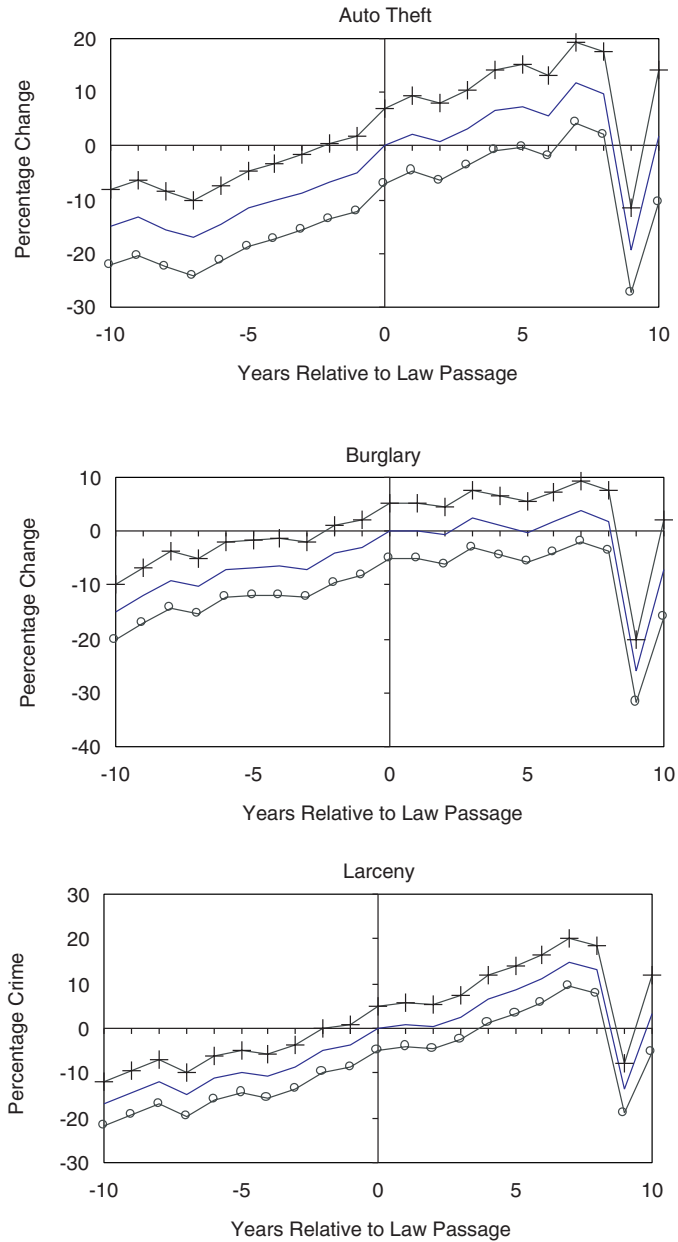 Auto Theft
Percentage Change
20
10
0
-10
-20
-30
-10 -5 0 5 10
Years Relative to Law Passage
Burglary
Peercentage Change
10
0
-10
-20
-30
-40
-10 -5 0 5 10
Years Relative to Law Passage
Larceny
Percentage Crime
30
20
10
0
-10
-20
-30
-10 -5 0 5 10
Years Relative to Law Passage